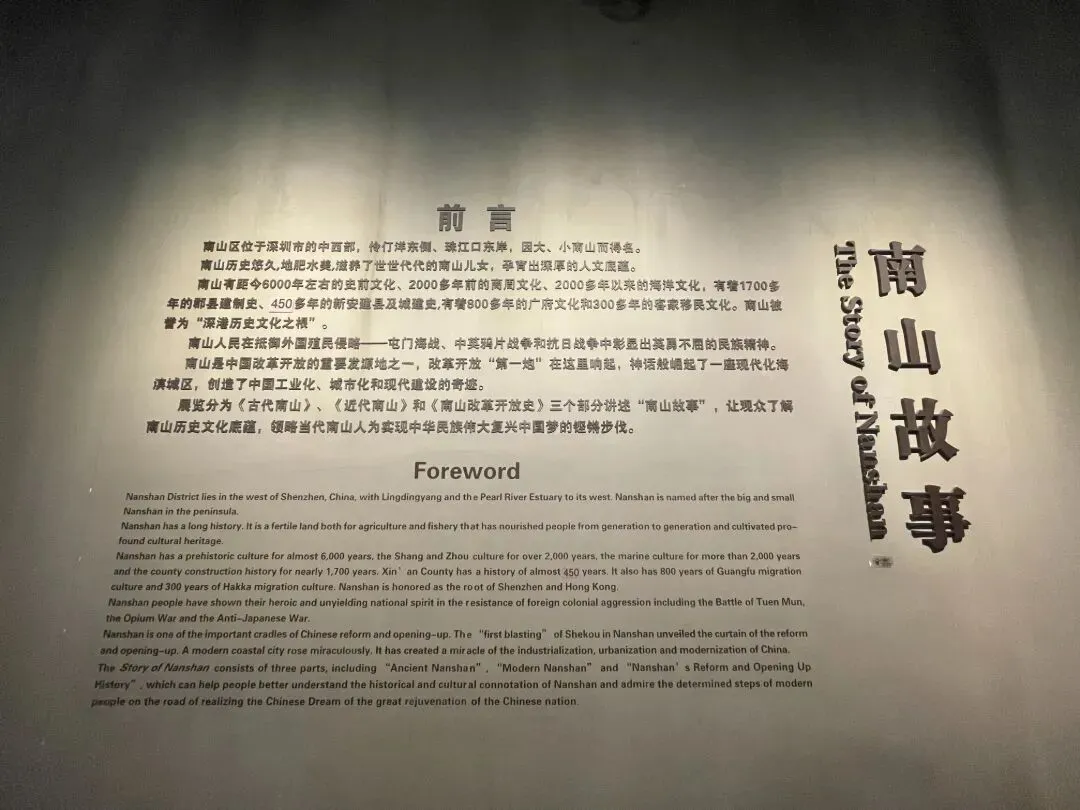 南山故事
The Story of Nanshan
前言
南山区位于深圳市的中西部，伶仃洋东侧、珠江口东岸，因大、小南山而得名。
南山历史悠久,地肥水美,滋养了世世代代的南山儿女，孕育出深厚的人文底蕴。
南山有距今6000年左右的史前文化、2000多年前的商周文化、2000多年以来的海洋文化，有着1700多
年的郡县建制史、450多年的新安建县及城建史,有着800多年的广府文化和300多年的客家移民文化。南山被
誉为“深港历史文化之根”。
南山人民在抵御外国殖民侵略——屯门海战、中英鸦片战争和抗日战争中彰显出英勇不屈的民族精神。
南山是中国改革开放的重要发源地之一，改革开放“第一炮”在这里响起，神话般崛起了一座现代化海
滨城区，创造了中国工业化、城市化和现代建设的奇迹。
展览分为《古代南山》、《近代南山》和《南山改革开放史》三个部分讲述“南山故事”，让观众了解
南山历史文化底蕴，领略当代南山人为实现中华民族伟大复兴中国梦的铿锵步伐。
Foreword
Nanshan District lies in the west of Shenzhen, China, with Lingdingyang and the Pearl River Estuary to its west. Nanshan is named after the big and small
Nanshan in the peninsula.
Nanshan has a long history. It is a fertile land both for agriculture and fishery that has nourished people from generation to generation and cultivated pro-
found cultural heritage.
Nanshan has a prehistoric culture for almost 6,000 years, the Shang and Zhou culture for over 2,000 years, the marine culture for more than 2,000 years
and the county construction history for nearly 1,700 years. Xin'an County has a history of almost 450 years. It also has 800 years of Guangfu migration
culture and 300 years of Hakka migration culture. Nanshan is honored as the root of Shenzhen and Hong Kong.
Nanshan people have shown their heroic and unyielding national spirit in the resistance of foreign colonial aggression including the Battle of Tuen Mun,
the Opium War and the Anti-Japanese War.
Nanshan is one of the important cradles of Chinese reform and opening-up. The “first blasting” of Shekou in Nanshan unveiled the curtain of the reform
and opening-up. A modern coastal city rose miraculously. It has created a miracle of the industrialization, urbanization and modernization of China.
The Story of Nanshan consists of three parts, including “Ancient Nanshan”, “Modern Nanshan” and “Nanshan's Reform and Opening Up
History”, which can help people better understand the historical and cultural connotation of Nanshan and admire the determined steps of modern
people on the road of realizing the Chinese Dream of the great rejuvenation of the Chinese nation.